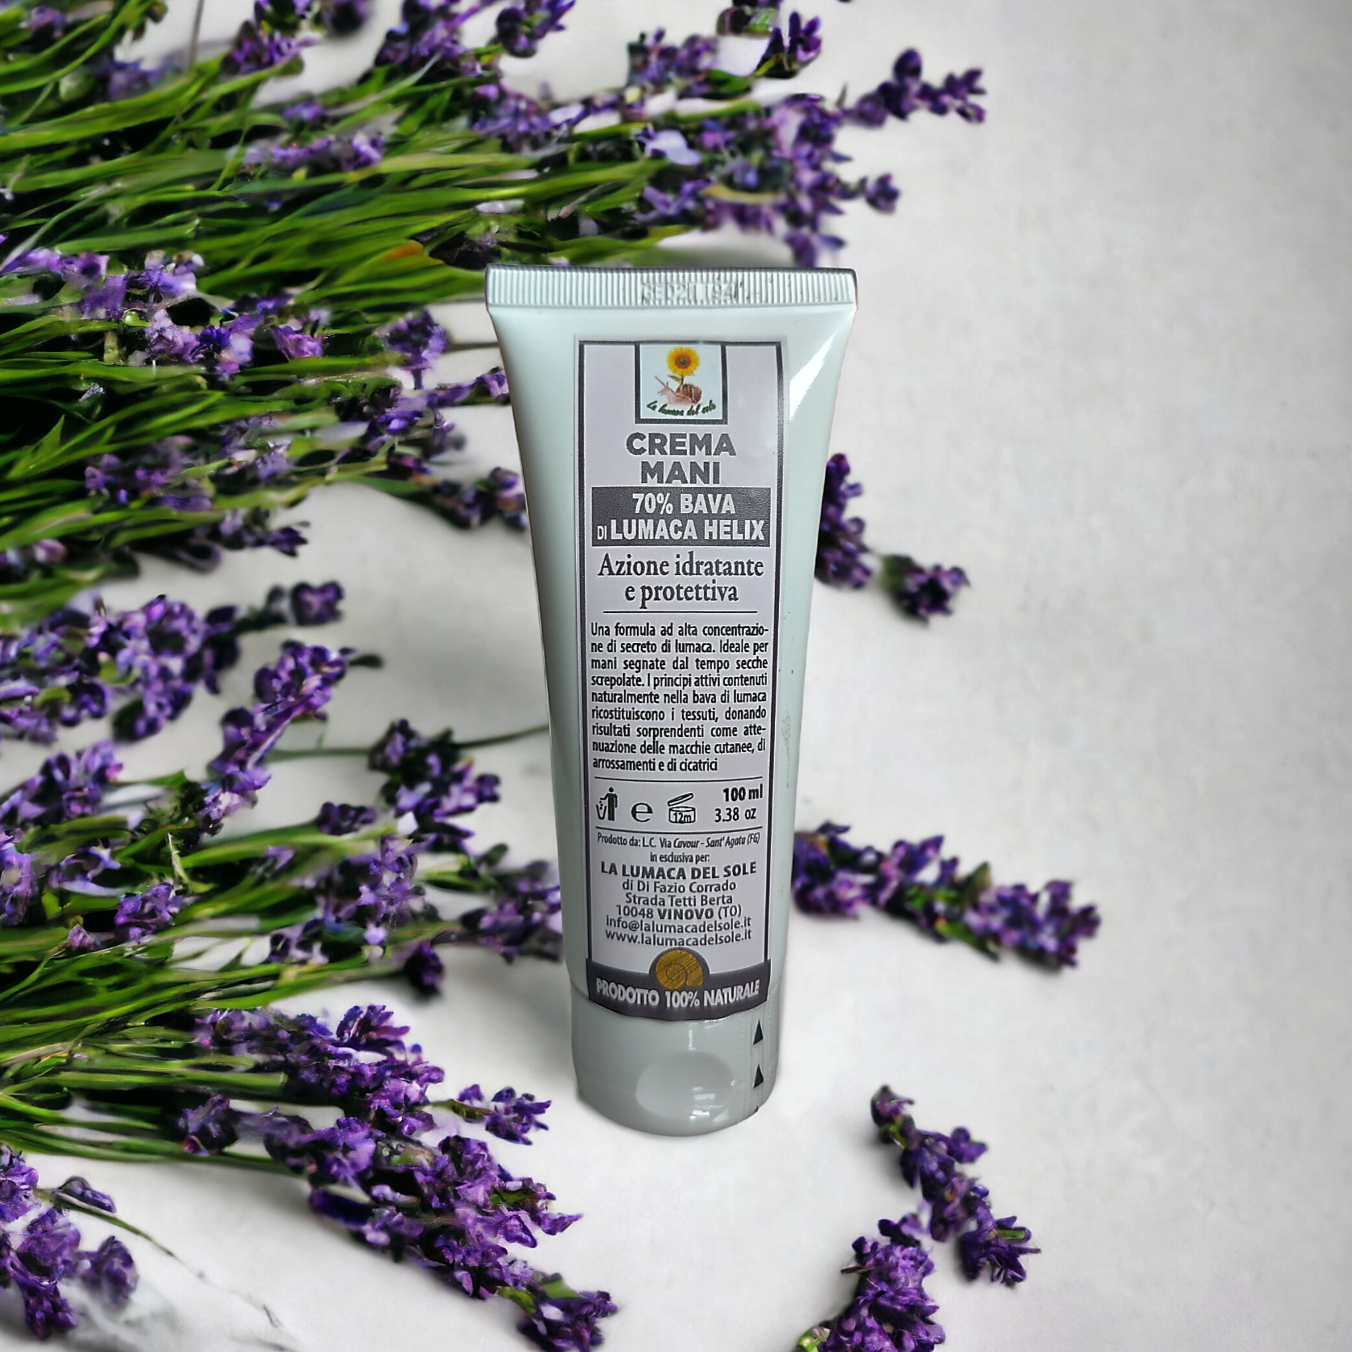 La lumaca del sole
CREMA
MANI
70% BAVA
DI LUMACA HELIX
Azione idratante
e protettiva
Una formula ad alta concentrazio-
ne di secreto di lumaca. Ideale per
mani segnate dal tempo secche
screpolate. I principi attivi contenuti
naturalmente nella bava di lumaca
ricostituiscono i tessuti, donando
risultati sorprendenti come atte-
nuazione delle macchie cutanee, di
arrossamenti e di cicatrici
100 ml
e 12m 3.38 oz
Prodotto da: L.C. Via Cavour - Sant'Agata (FG)
in esclusiva per:
LA LUMACA DEL SOLE
di Di Fazio Corrado
Strada Tetti Berta
10048 VINOVO (TO)
info@lalumacadelsole.it
www.lalumacadelsole.it
PRODOTTO 100% NATURALE